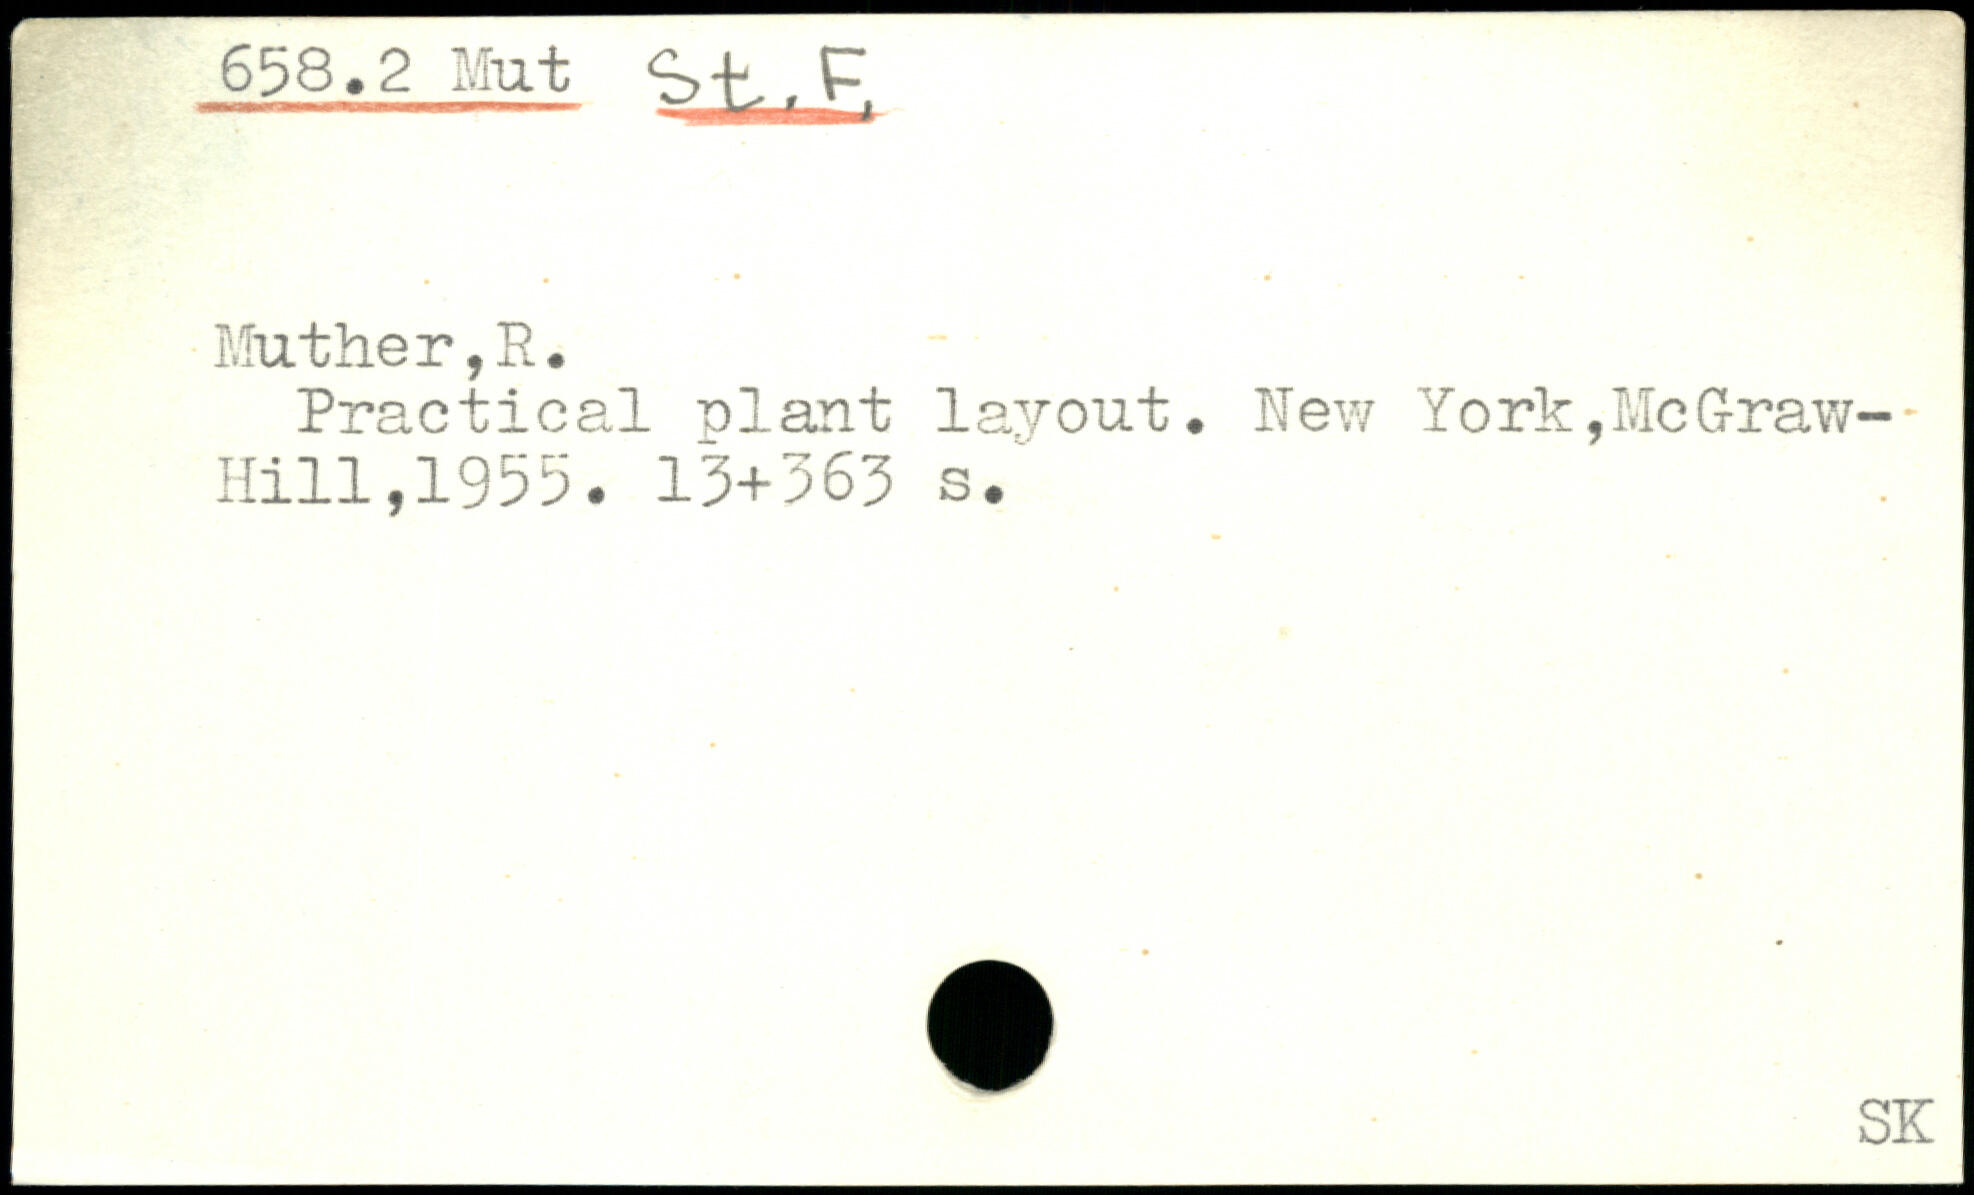 658.2 Mut St. F.
Muther,R.
Practical plant layout. New York,McGraw-
Hill,1955. 13+363 s.
SK